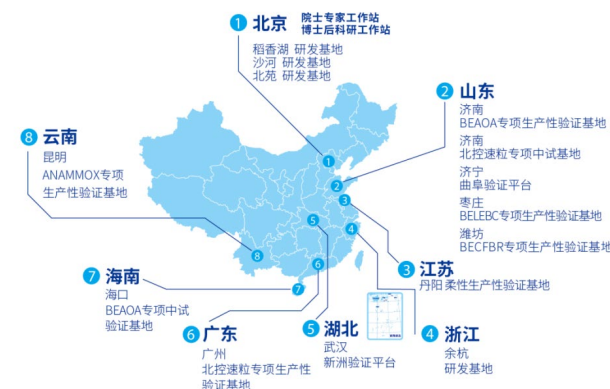 1 北京 院士专家工作站
博士后科研工作站
稻香湖 研发基地
沙河 研发基地
北苑 研发基地
2 山东
济南
BEAOA专项生产性验证基地
济南
北控速粒专项中试基地
济宁
曲阜验证平台
枣庄
BELEBC专项生产性验证基地
潍坊
BECFBR专项生产性验证基地
8 云南
昆明
ANAMMOX专项
生产性验证基地
1
2
3
5
4
8
6
7
3 江苏
丹阳 柔性生产性验证基地
7 海南
海口
BEAOA专项中试
验证基地
6 广东
广州
北控速粒专项生产性
验证基地
5 湖北
武汉
新洲验证平台
4 浙江
余杭
研发基地